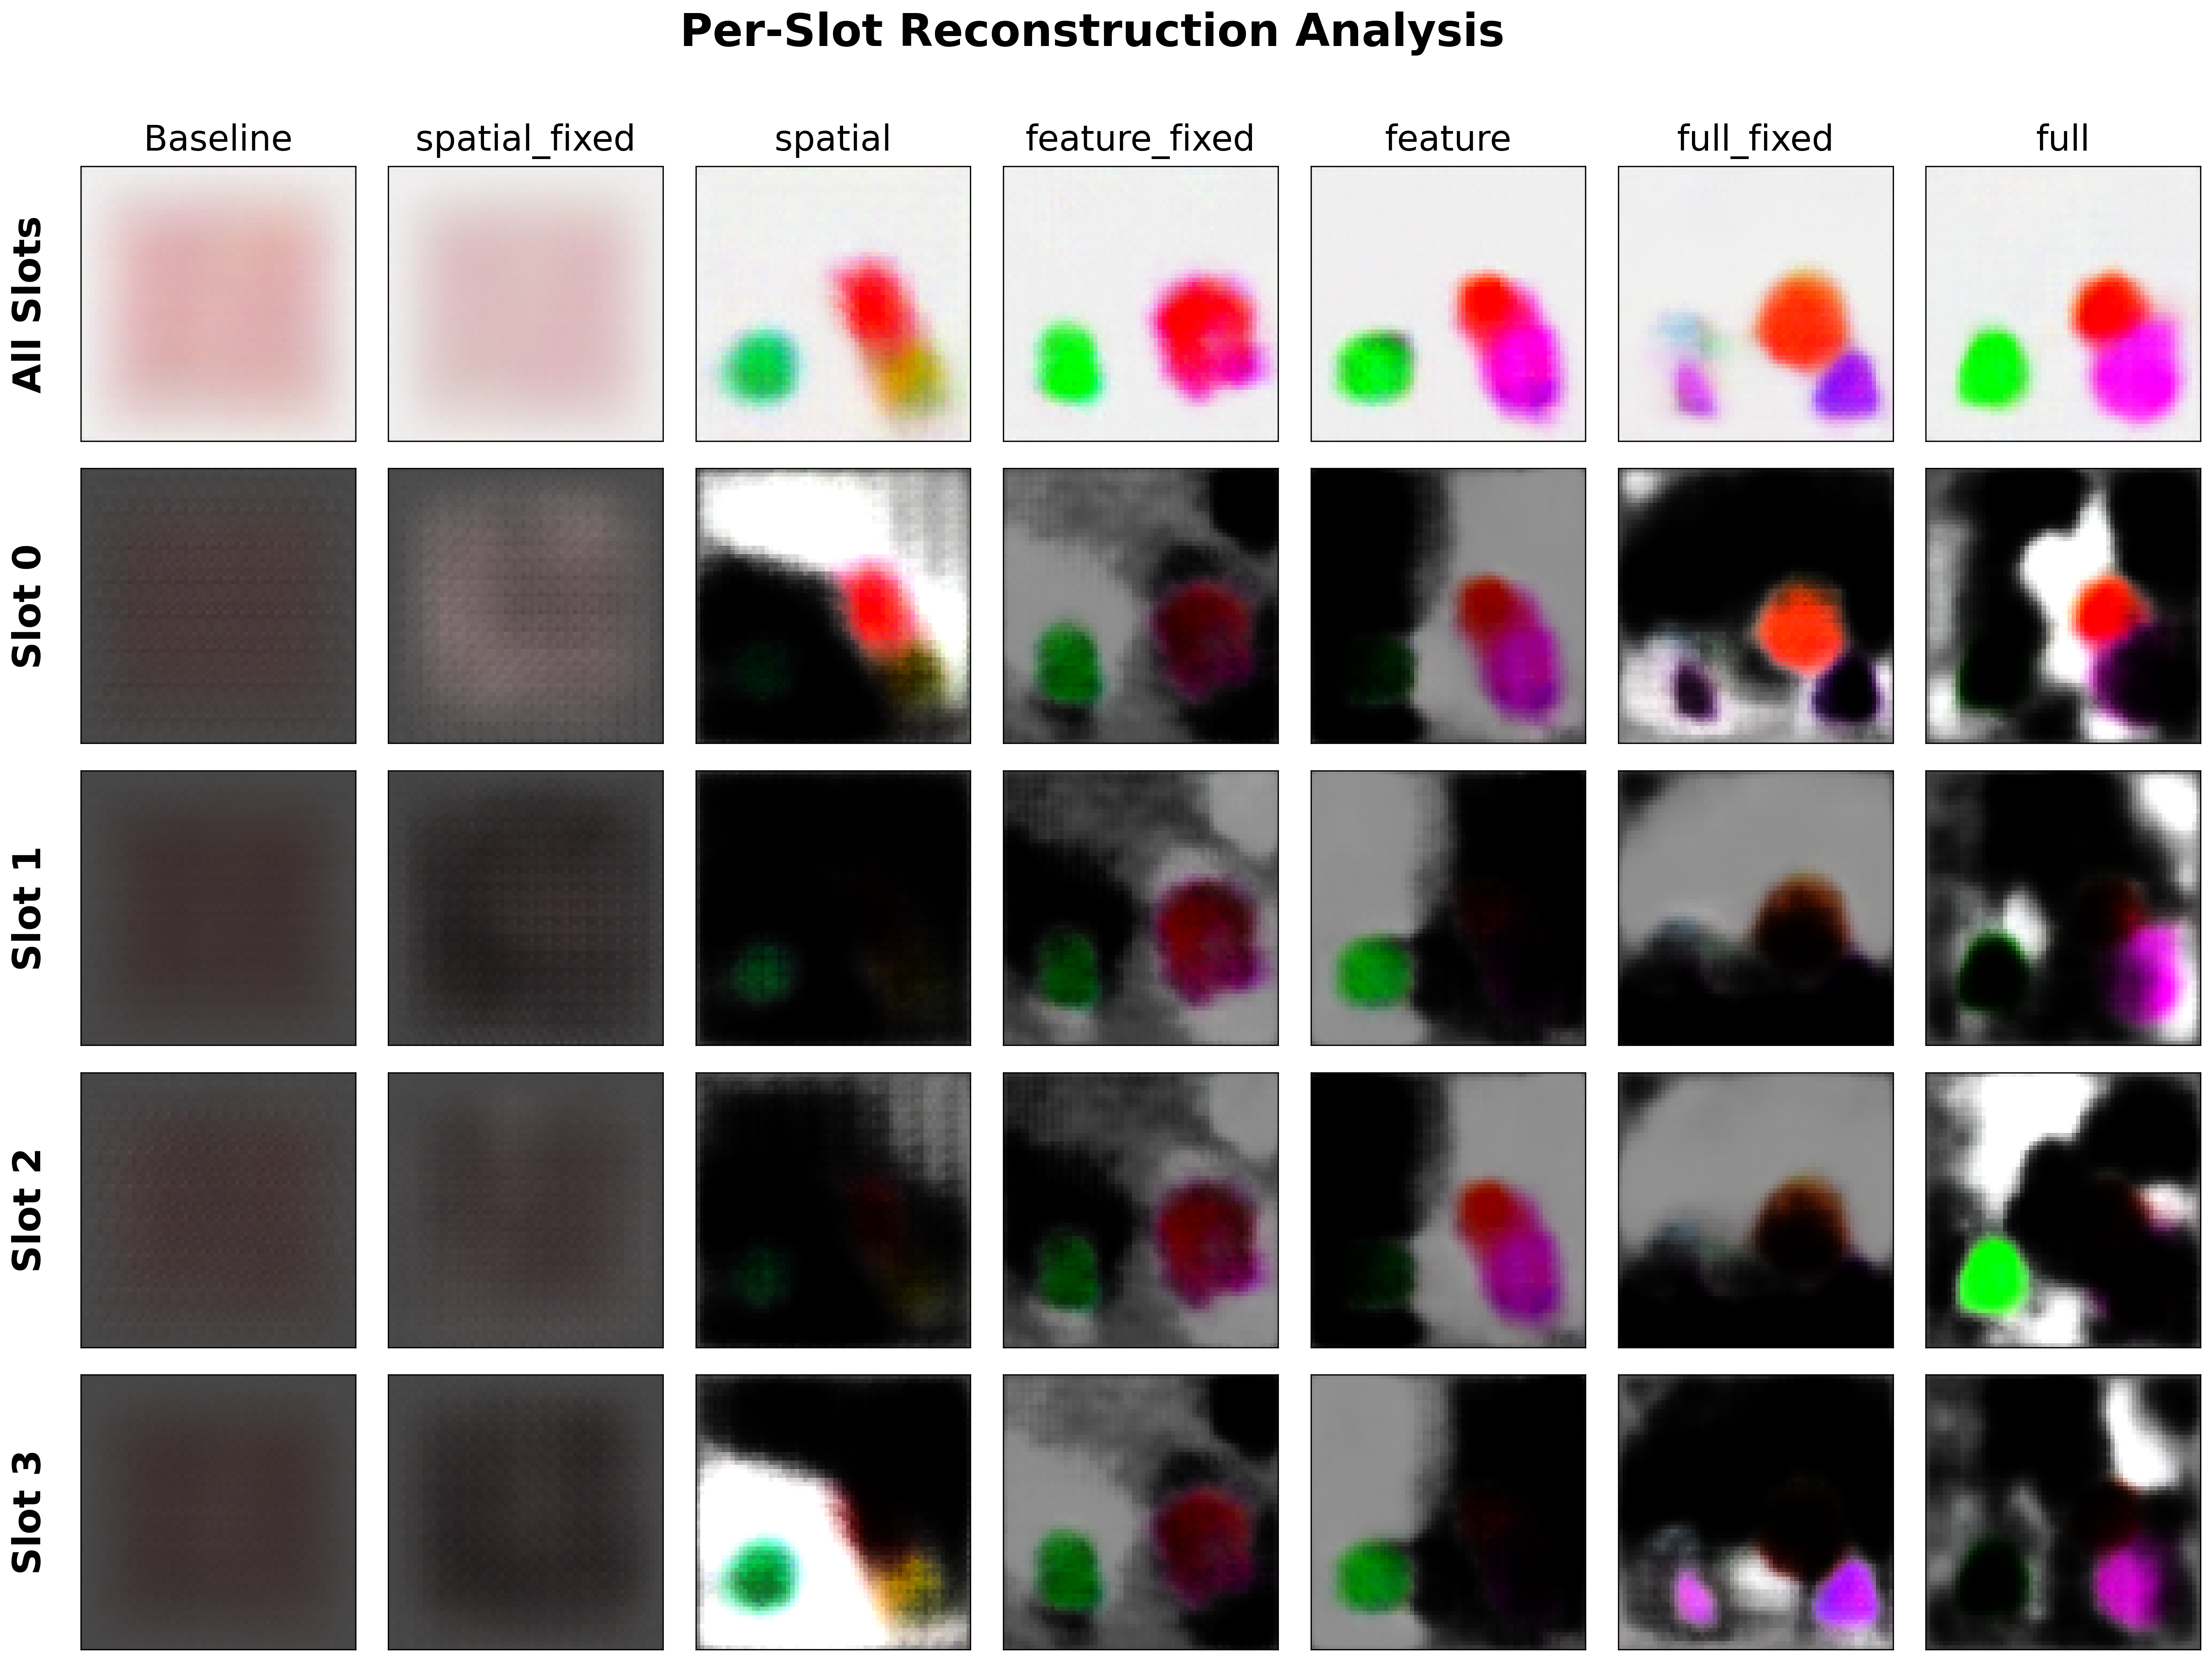 Per-Slot Reconstruction Analysis
Baseline spatial_fixed spatial feature_fixed feature full_fixed full
All Slots
Slot 0
Slot 1
Slot 2
Slot 3